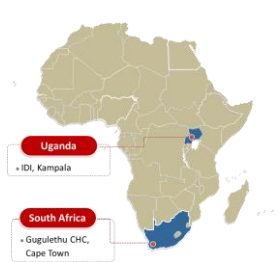 Uganda
• IDI, Kampala
South Africa
• Gugulethu CHC,
Cape Town